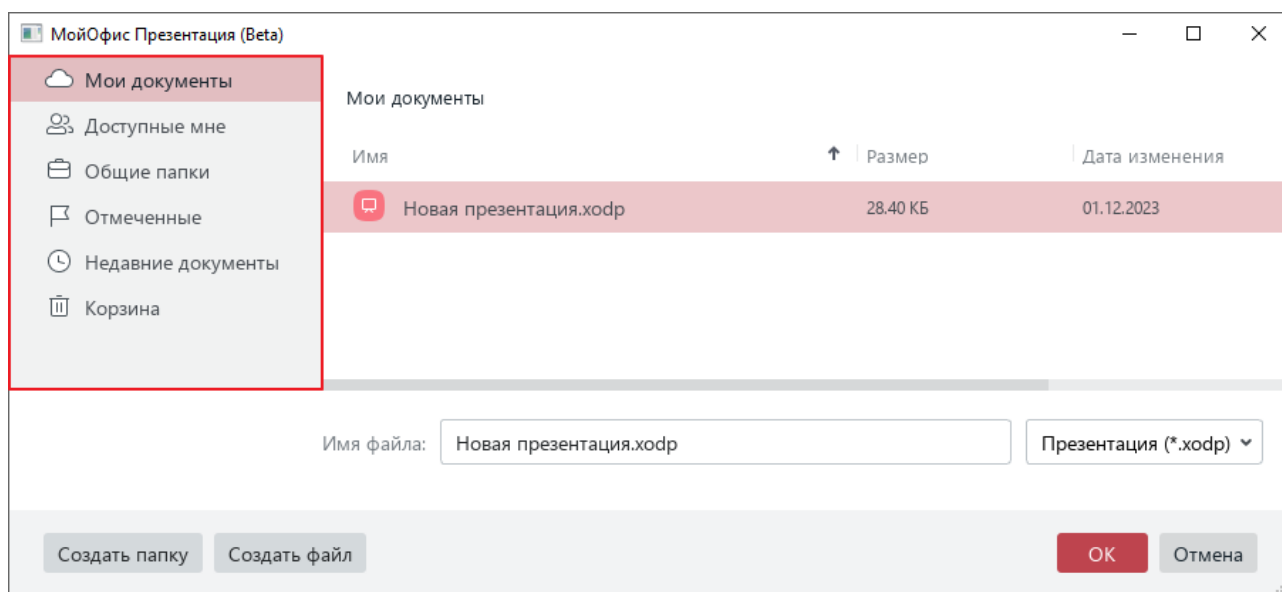 МойОфис Презентация (Beta)
Мои документы
Доступные мне
Общие папки
Отмеченные
Недавние документы
Корзина
Мои документы
Имя Размер Дата изменения
Новая презентация.xodp 28.40 КБ 01.12.2023
Имя файла: Новая презентация.xodp Презентация (*.xodp)
Создать папку Создать файл OK Отмена